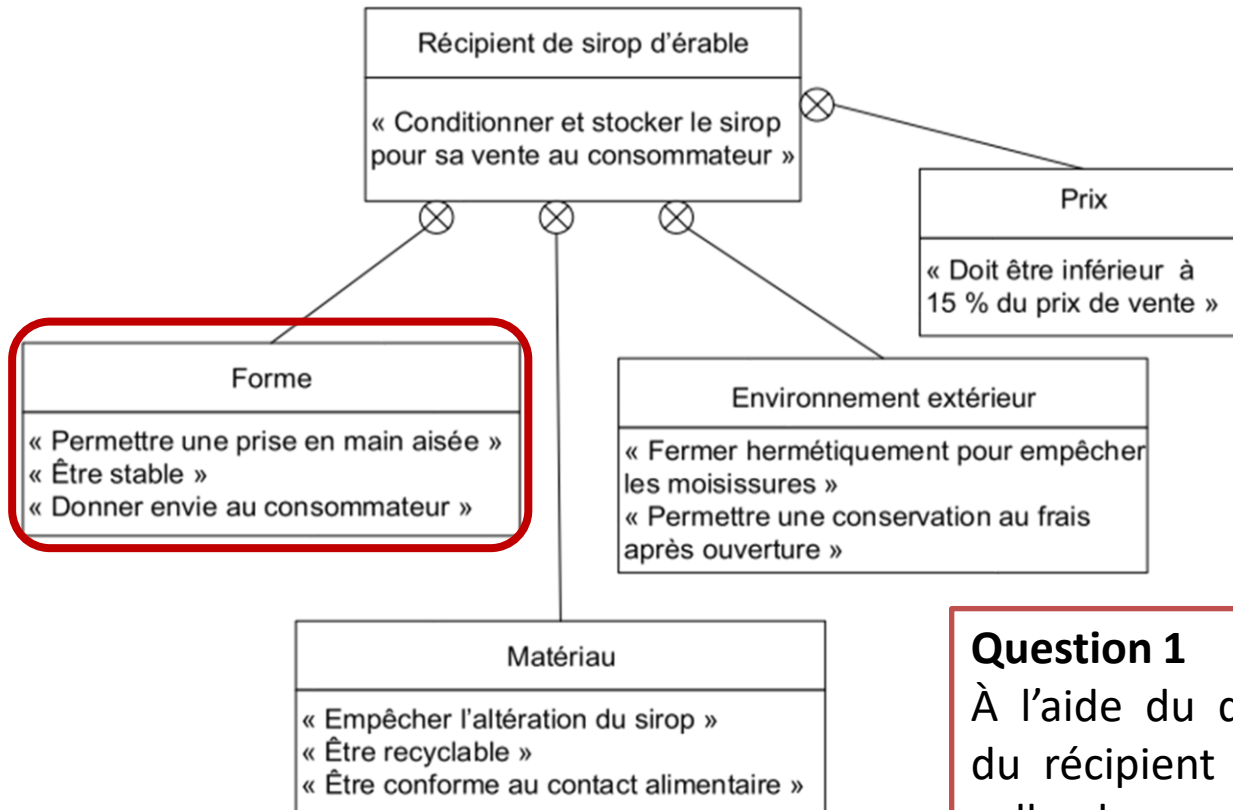 Récipient de sirop d’érable
« Conditionner et stocker le sirop
pour sa vente au consommateur »
Prix
« Doit être inférieur à
15 % du prix de vente »
Forme
« Permettre une prise en main aisée »
« Être stable »
« Donner envie au consommateur »
Environnement extérieur
« Fermer hermétiquement pour empêcher
les moisissures »
« Permettre une conservation au frais
après ouverture »
Matériau
« Empêcher l’altération du sirop »
« Être recyclable »
« Être conforme au contact alimentaire »
Question 1
À l’aide du
du récipient